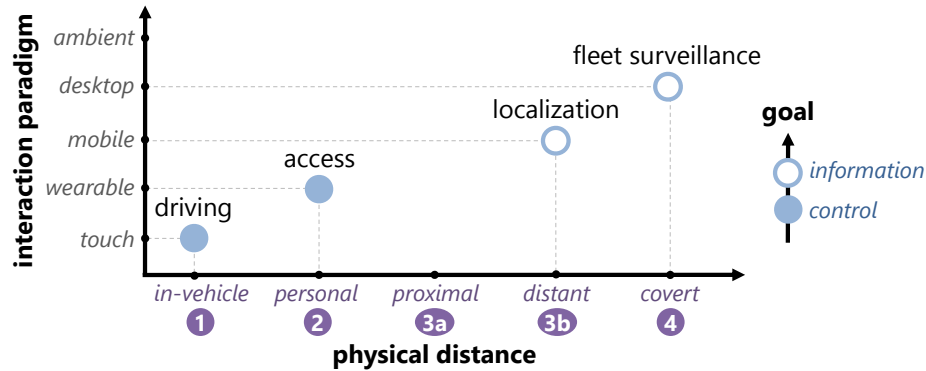 interaction paradigm
ambient
desktop
mobile
wearable
touch
fleet surveillance
localization
access
driving
goal
information
control
in-vehicle
personal
proximal
distant
covert
1
2
3a
3b
4
physical distance